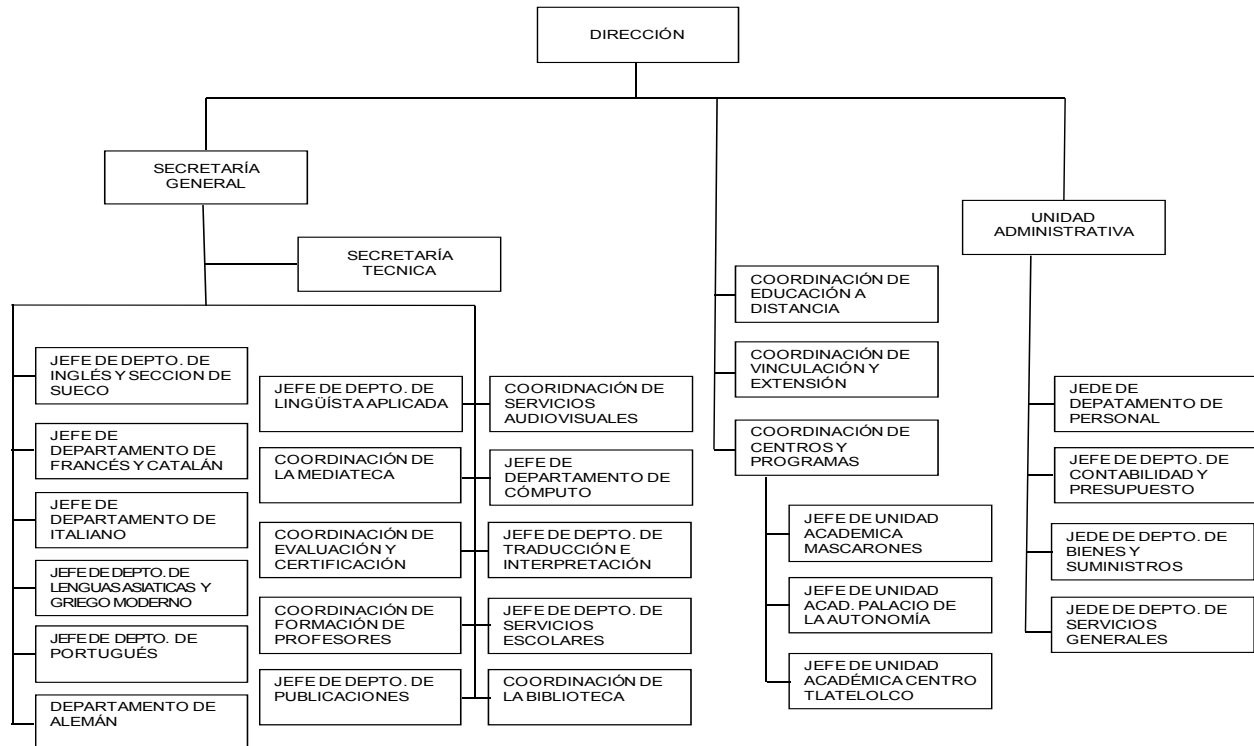 DIRECCIÓN
SECRETARÍA
GENERAL
SECRETARÍA
TECNICA
UNIDAD
ADMINISTRATIVA
JEFE DE DEPTO. DE
INGLÉS Y SECCION DE
SUECO
JEFE DE
DEPARTAMENTO DE
FRANCÉS Y CATALÁN
JEFE DE
DEPARTAMENTO DE
ITALIANO
JEFE DE DEPTO. DE
LENGUAS ASIATICAS Y
GRIEGO MODERNO
JEFE DE DEPTO. DE
PORTUGUÉS
DEPARTAMENTO DE
ALEMÁN
JEFE DE DEPTO. DE
LINGÜÍSTA APLICADA
COORDINACIÓN DE
LA MEDIATECA
COORDINACIÓN DE
EVALUACIÓN Y
CERTIFICACIÓN
COORDINACIÓN DE
FORMACIÓN DE
PROFESORES
JEFE DE DEPTO. DE
PUBLICACIONES
COORIDNACIÓN DE
SERVICIOS
AUDIOVISUALES
JEFE DE
DEPARTAMENTO DE
CÓMPUTO
JEFE DE DEPTO. DE
TRADUCCIÓN E
INTERPRETACIÓN
JEFE DE DEPTO. DE
SERVICIOS
ESCOLARES
COORDINACIÓN DE
LA BIBLIOTECA
COORDINACIÓN DE
EDUCACIÓN A
DISTANCIA
COORDINACIÓN DE
VINCULACIÓN Y
EXTENSIÓN
COORDINACIÓN DE
CENTROS Y
PROGRAMAS
JEFE DE UNIDAD
ACADEMICA
MASCARONES
JEFE DE UNIDAD
ACAD. PALACIO DE
LA AUTONOMÍA
JEFE DE UNIDAD
ACADÉMICA CENTRO
TLATELOLCO
JEDE DE
DEPATAMENTO DE
PERSONAL
JEFE DE DEPTO. DE
CONTABILIDAD Y
PRESUPUESTO
JEDE DE DEPTO. DE
BIENES Y
SUMINISTROS
JEDE DE DEPTO. DE
SERVICIOS
GENERALES